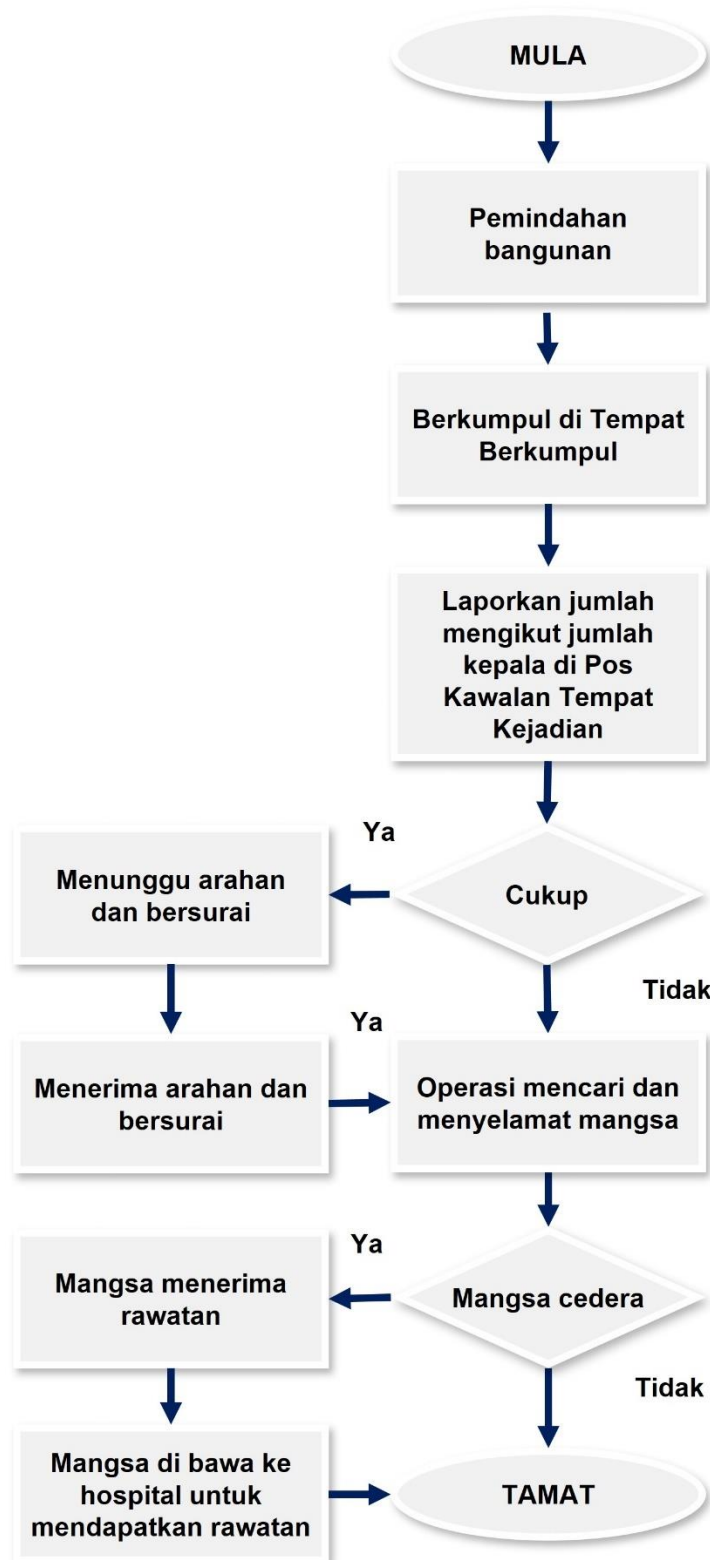 MULA
Pemindahan
bangunan
Berkumpul di Tempat
Berkumpul
Laporkan jumlah
mengikut jumlah
kepala di Pos
Kawalan Tempat
Kejadian
Ya
Menunggu arahan
dan bersurai
Cukup
Tidak
Ya
Menerima arahan dan
bersurai
Operasi mencari dan
menyelamat mangsa
Ya
Mangsa menerima
rawatan
Mangsa cedera
Tidak
Mangsa di bawa ke
hospital untuk
mendapatkan rawatan
TAMAT